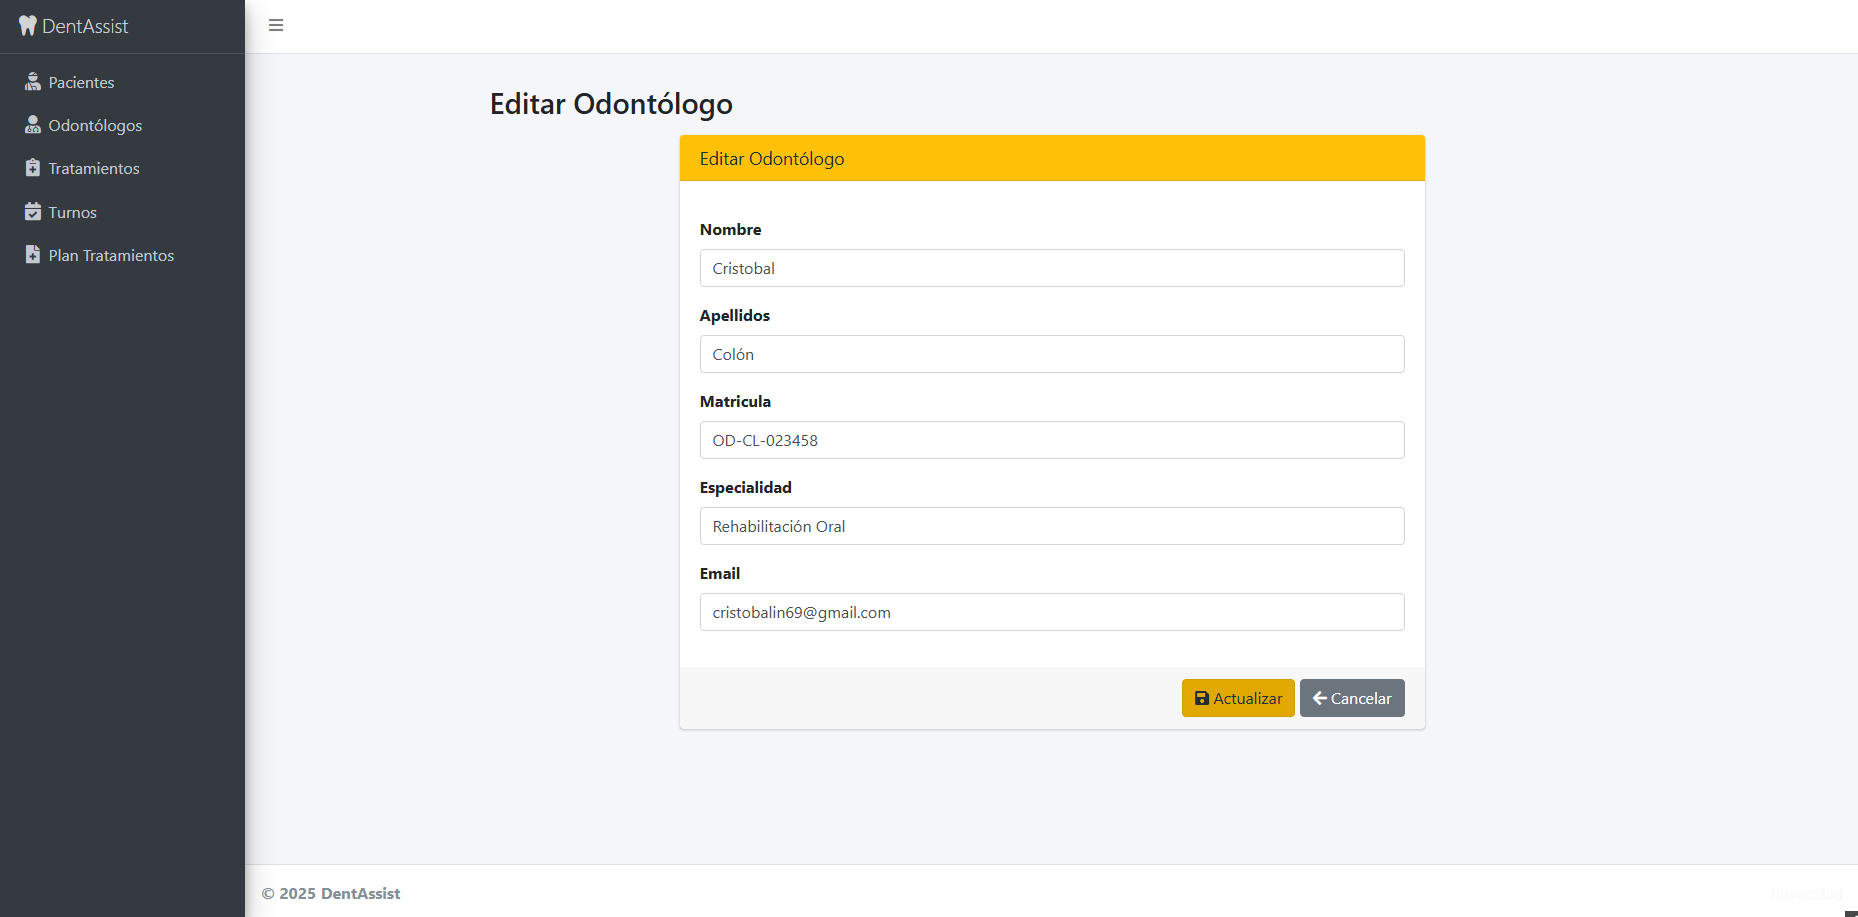 DentAssist
Pacientes
Odontólogos
Tratamientos
Turnos
Plan Tratamientos
Editar Odontólogo
Editar Odontólogo
Nombre
Cristobal
Apellidos
Colón
Matricula
OD-CL-023458
Especialidad
Rehabilitación Oral
Email
cristobalin69@gmail.com
Actualizar
Cancelar
© 2025 DentAssist
Privacidad